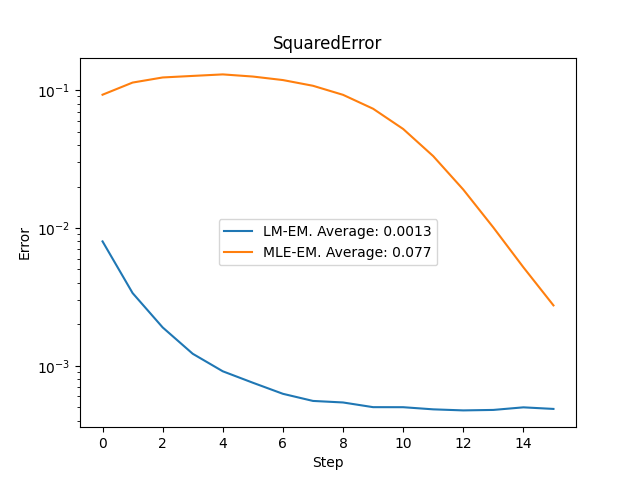 SquaredError
10⁻¹
10⁻²
10⁻³
Error
LM-EM. Average: 0.0013
MLE-EM. Average: 0.077
0 2 4 6 8 10 12 14
Step